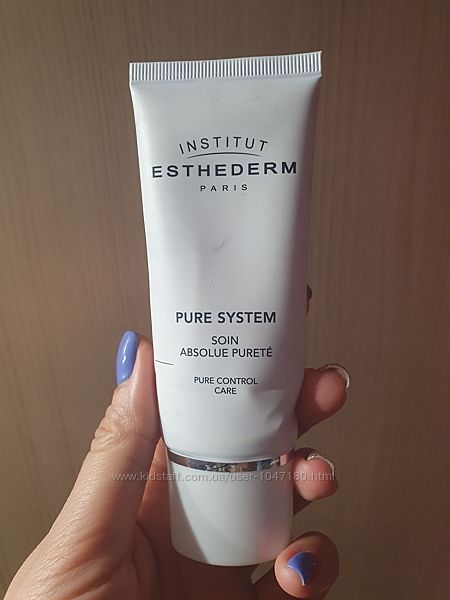 INSTITUT
ESTHEDERM
PARIS
PURE SYSTEM
SOIN
ABSOLUE PURETÉ
PURE CONTROL
CARE
www.kidstaff.com.ua/user-1047180.html